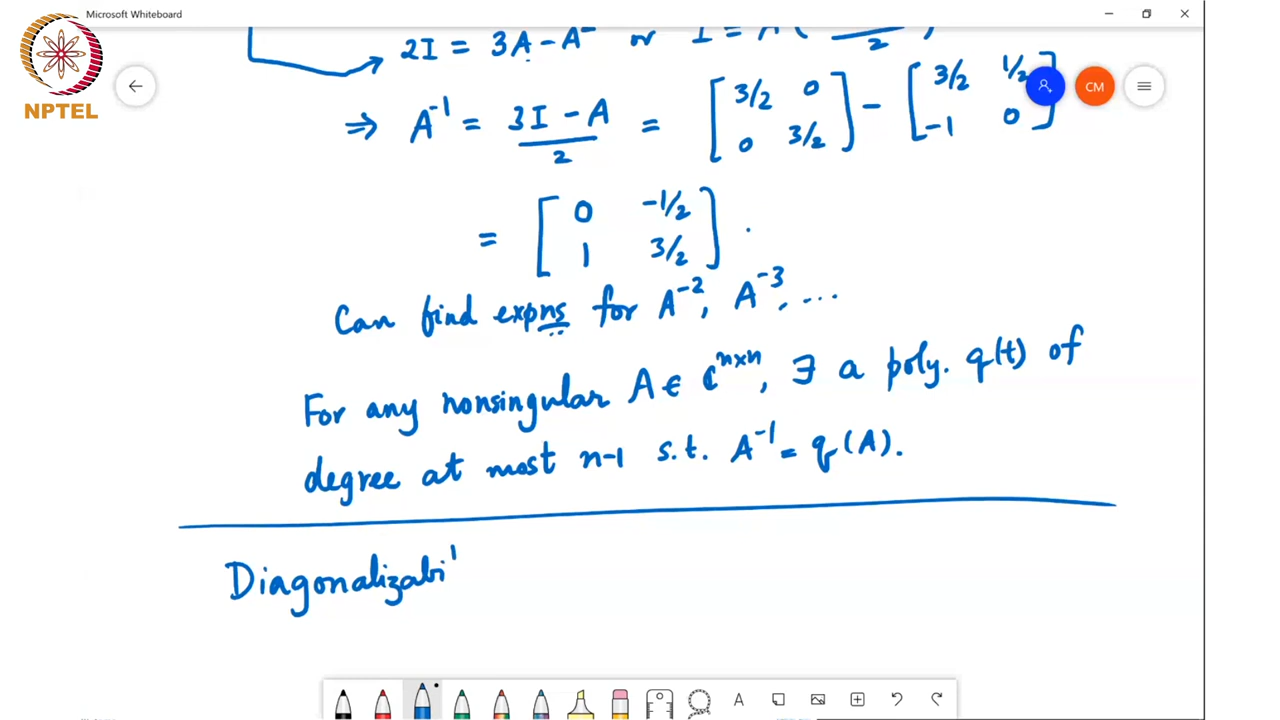 Microsoft Whiteboard
NPTEL
2I = 3A - A or I = A ( 2 )
CM
⇒ A⁻¹ = 3I - A / 2 = [ 3/2 0 ; 0 3/2 ] - [ 3/2 1/2 ; -1 0 ]
= [ 0 -1/2 ; 1 3/2 ] .
Can find expns for A⁻², A⁻³, ...
For any nonsingular A ∈ ℂⁿˣⁿ, ∃ a poly. q(t) of
degree at most n-1 s.t. A⁻¹ = q(A).
Diagonalizabi